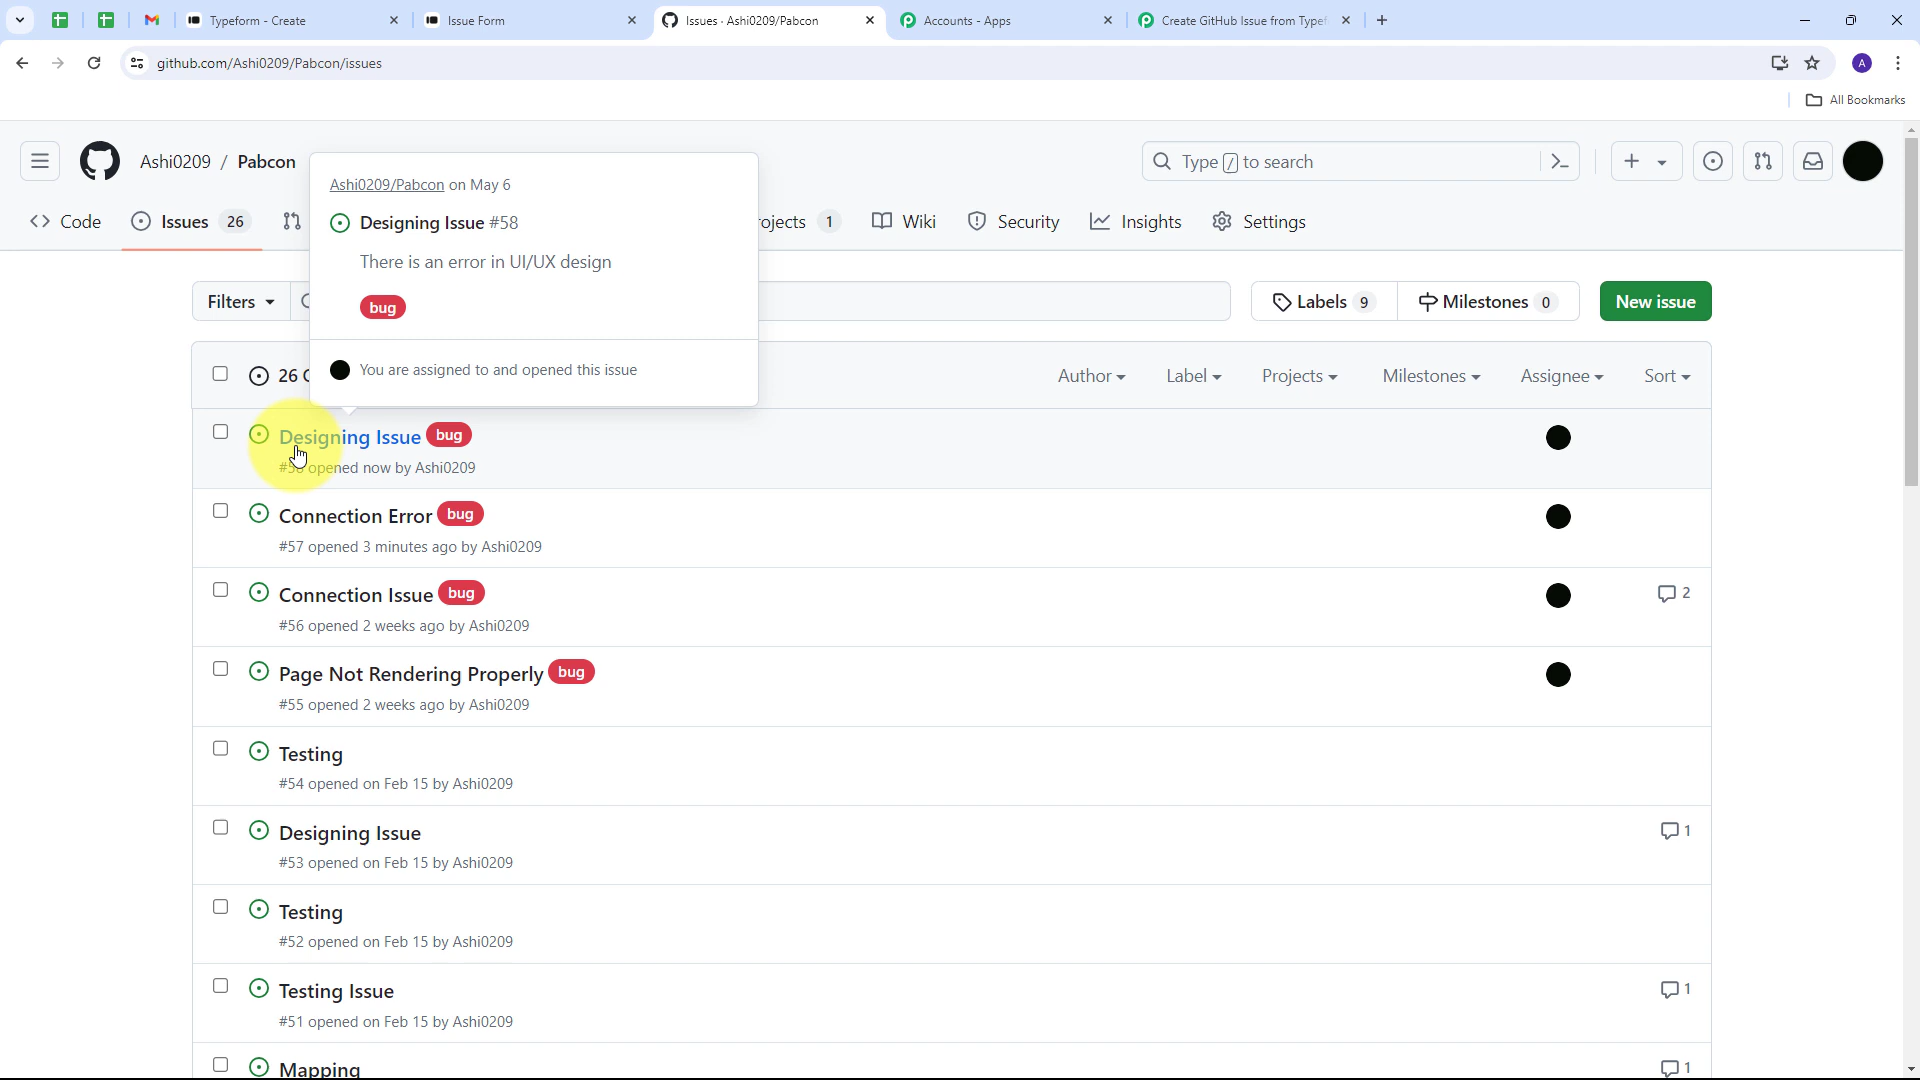 Typeform - Create
Issue Form
Issues · Ashi0209/Pabcon
Accounts - Apps
Create GitHub Issue from Typef
github.com/Ashi0209/Pabcon/issues
A
All Bookmarks
Ashi0209 / Pabcon
Type / to search
Ashi0209/Pabcon on May 6
Designing Issue #58
There is an error in UI/UX design
bug
You are assigned to and opened this issue
Code
Issues 26
rojects 1
Wiki
Security
Insights
Settings
Filters
Labels 9
Milestones 0
New issue
26
Author
Label
Projects
Milestones
Assignee
Sort
Designing Issue bug
#58 opened now by Ashi0209
Connection Error bug
#57 opened 3 minutes ago by Ashi0209
Connection Issue bug
2
#56 opened 2 weeks ago by Ashi0209
Page Not Rendering Properly bug
#55 opened 2 weeks ago by Ashi0209
Testing
#54 opened on Feb 15 by Ashi0209
Designing Issue
1
#53 opened on Feb 15 by Ashi0209
Testing
#52 opened on Feb 15 by Ashi0209
Testing Issue
1
#51 opened on Feb 15 by Ashi0209
Mapping
1